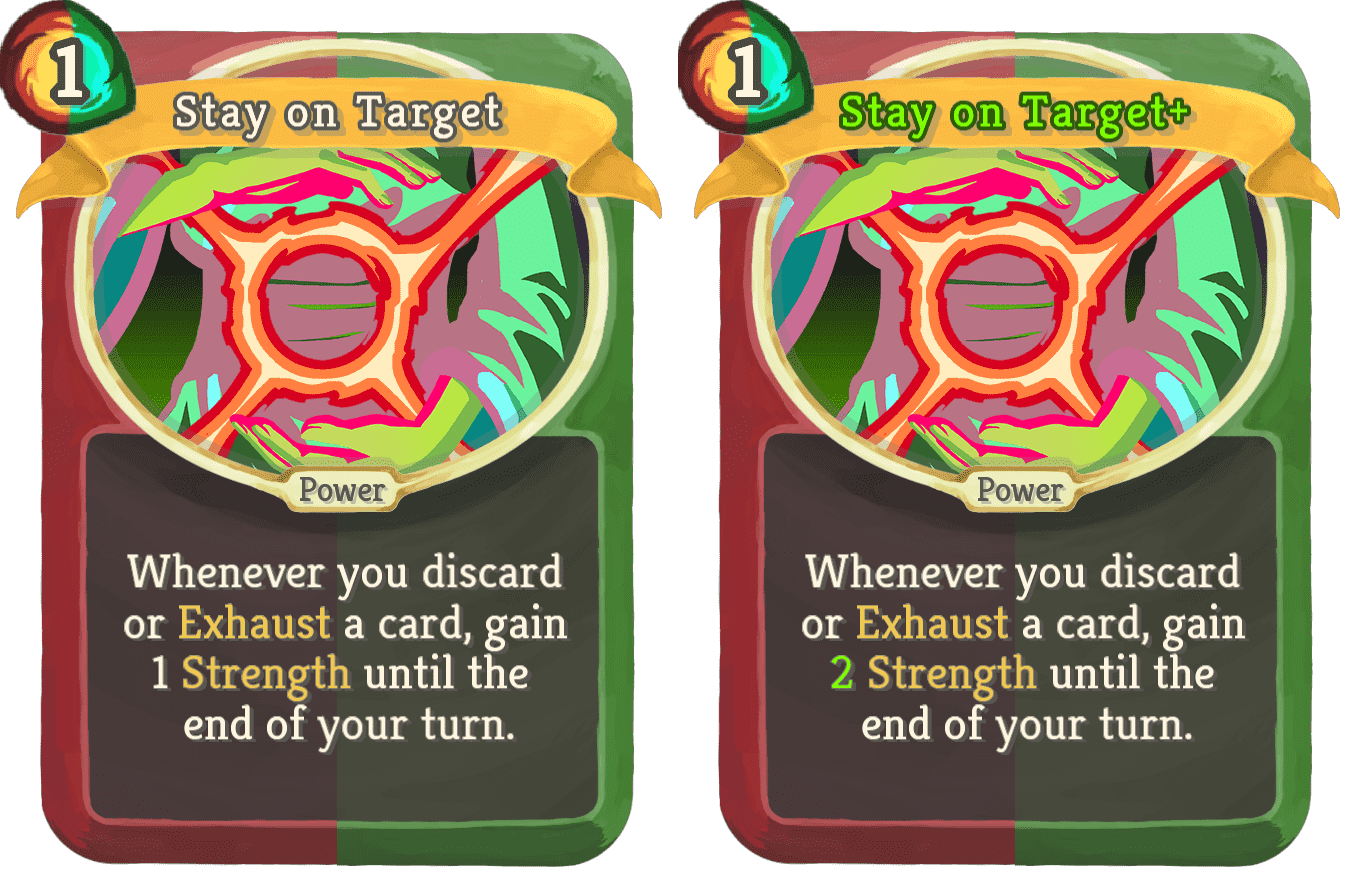 1
Stay on Target
Power
Whenever you discard
or Exhaust a card, gain
1 Strength until the
end of your turn.
1
Stay on Target+
Power
Whenever you discard
or Exhaust a card, gain
2 Strength until the
end of your turn.